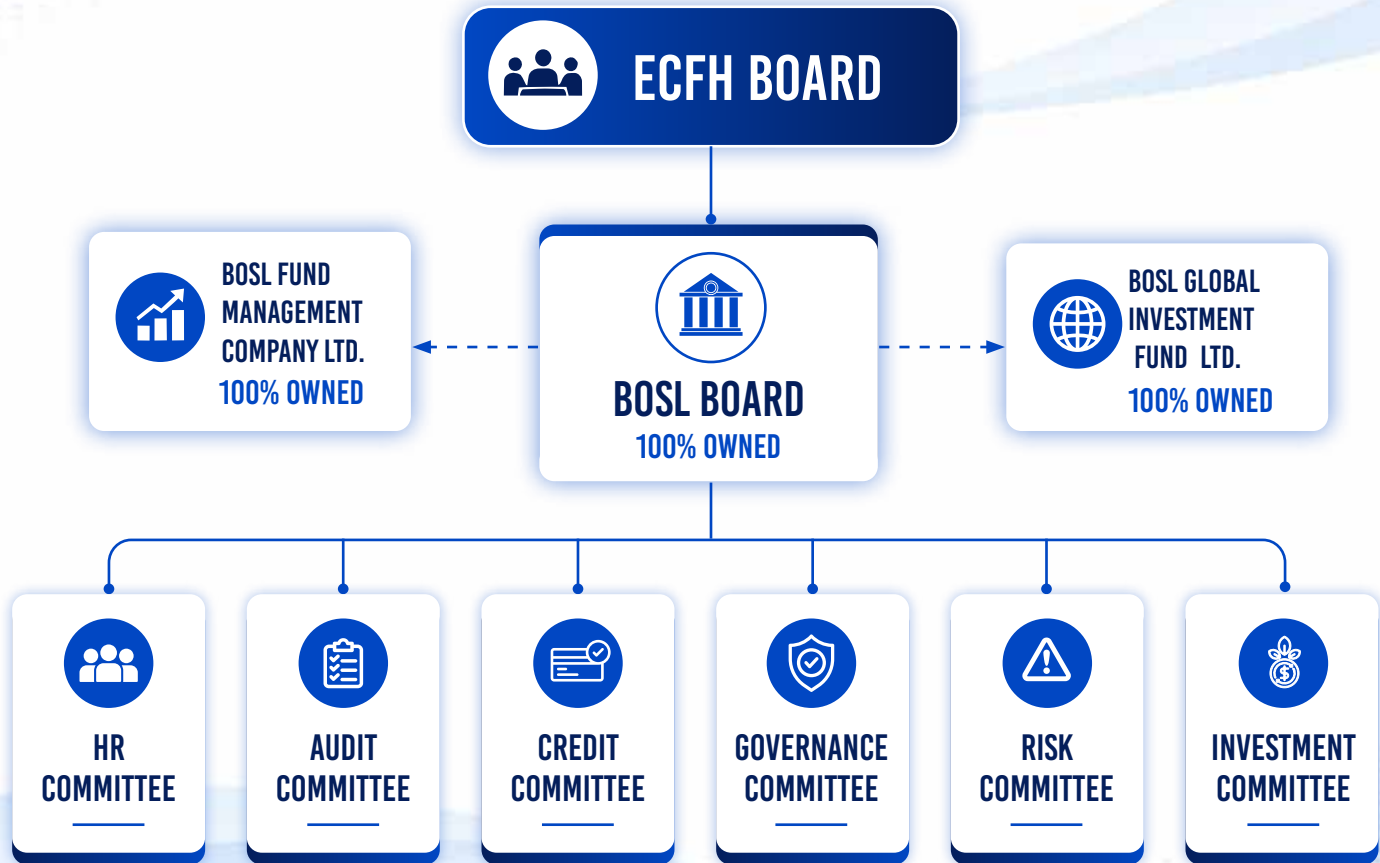 ECFH BOARD
BOSL FUND
MANAGEMENT
COMPANY LTD.
100% OWNED
BOSL BOARD
100% OWNED
BOSL GLOBAL
INVESTMENT
FUND LTD.
100% OWNED
HR
COMMITTEE
AUDIT
COMMITTEE
CREDIT
COMMITTEE
GOVERNANCE
COMMITTEE
RISK
COMMITTEE
INVESTMENT
COMMITTEE